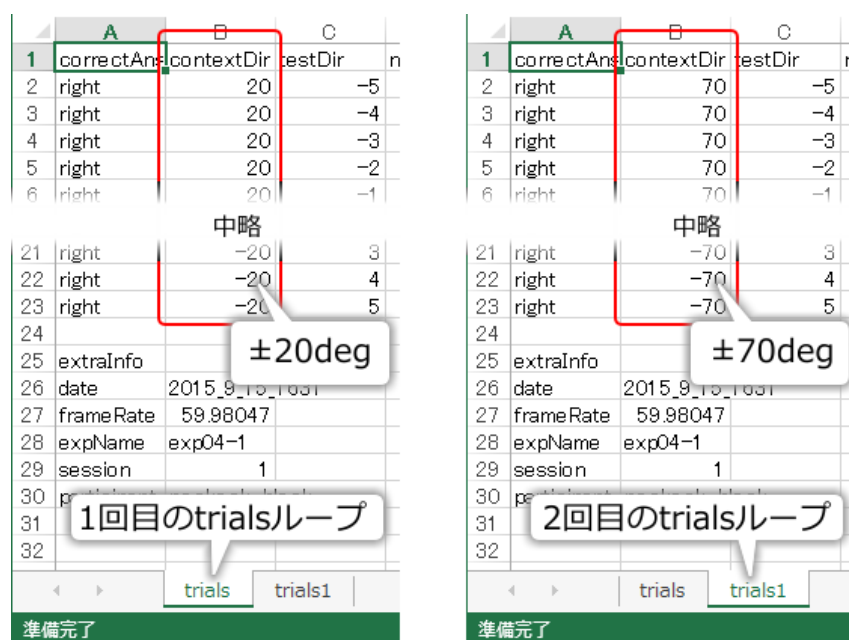 A B C
1 correctAns contextDir testDir
2 right 20 -5
3 right 20 -4
4 right 20 -3
5 right 20 -2
6 right 20 -1
中略
21 right -20 3
22 right -20 4
23 right -20 5
24
±20deg
25 extraInfo
26 date 2015_9_15_1631
27 frameRate 59.98047
28 expName exp04-1
29 session 1
30
1回目のtrialsループ
31
32
trials trials1
準備完了
A B C
1 correctAns contextDir testDir
2 right 70 -5
3 right 70 -4
4 right 70 -3
5 right 70 -2
6 right 70 -1
中略
21 right -70 3
22 right -70 4
23 right -70 5
24
±70deg
25 extraInfo
26 date 2015_9_15_1631
27 frameRate 59.98047
28 expName exp04-1
29 session 1
30
2回目のtrialsループ
31
32
trials trials1
準備完了